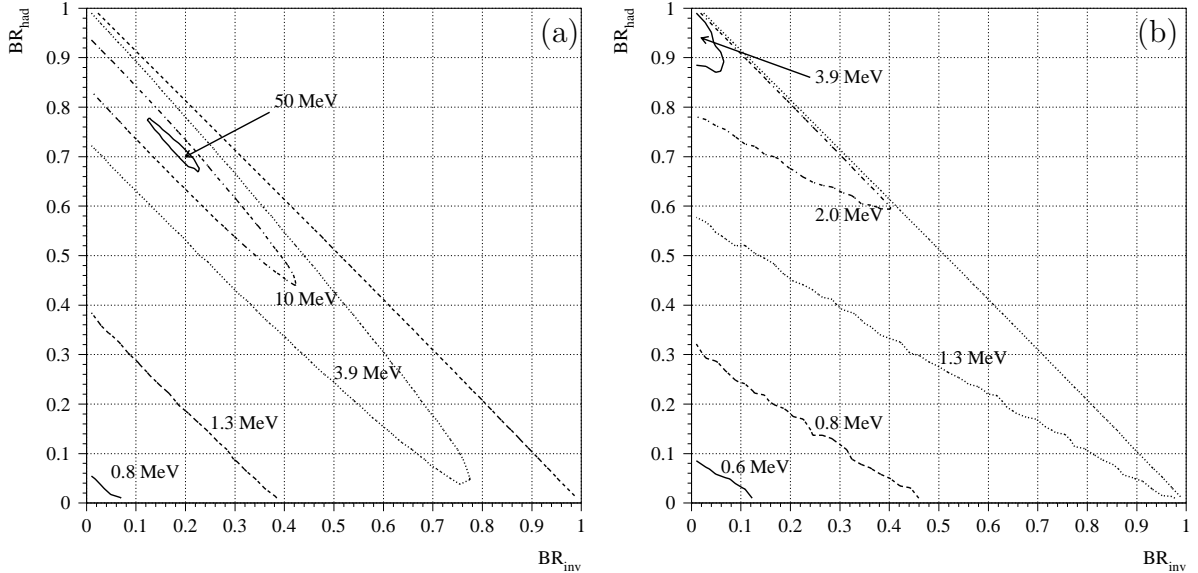 BR_had
(a)
1
0.9
0.8
0.7
0.6
0.5
0.4
0.3
0.2
0.1
0
50 MeV
10 MeV
3.9 MeV
1.3 MeV
0.8 MeV
0 0.1 0.2 0.3 0.4 0.5 0.6 0.7 0.8 0.9 1
BR_inv
BR_had
(b)
1
0.9
0.8
0.7
0.6
0.5
0.4
0.3
0.2
0.1
0
3.9 MeV
2.0 MeV
1.3 MeV
0.8 MeV
0.6 MeV
0 0.1 0.2 0.3 0.4 0.5 0.6 0.7 0.8 0.9 1
BR_inv